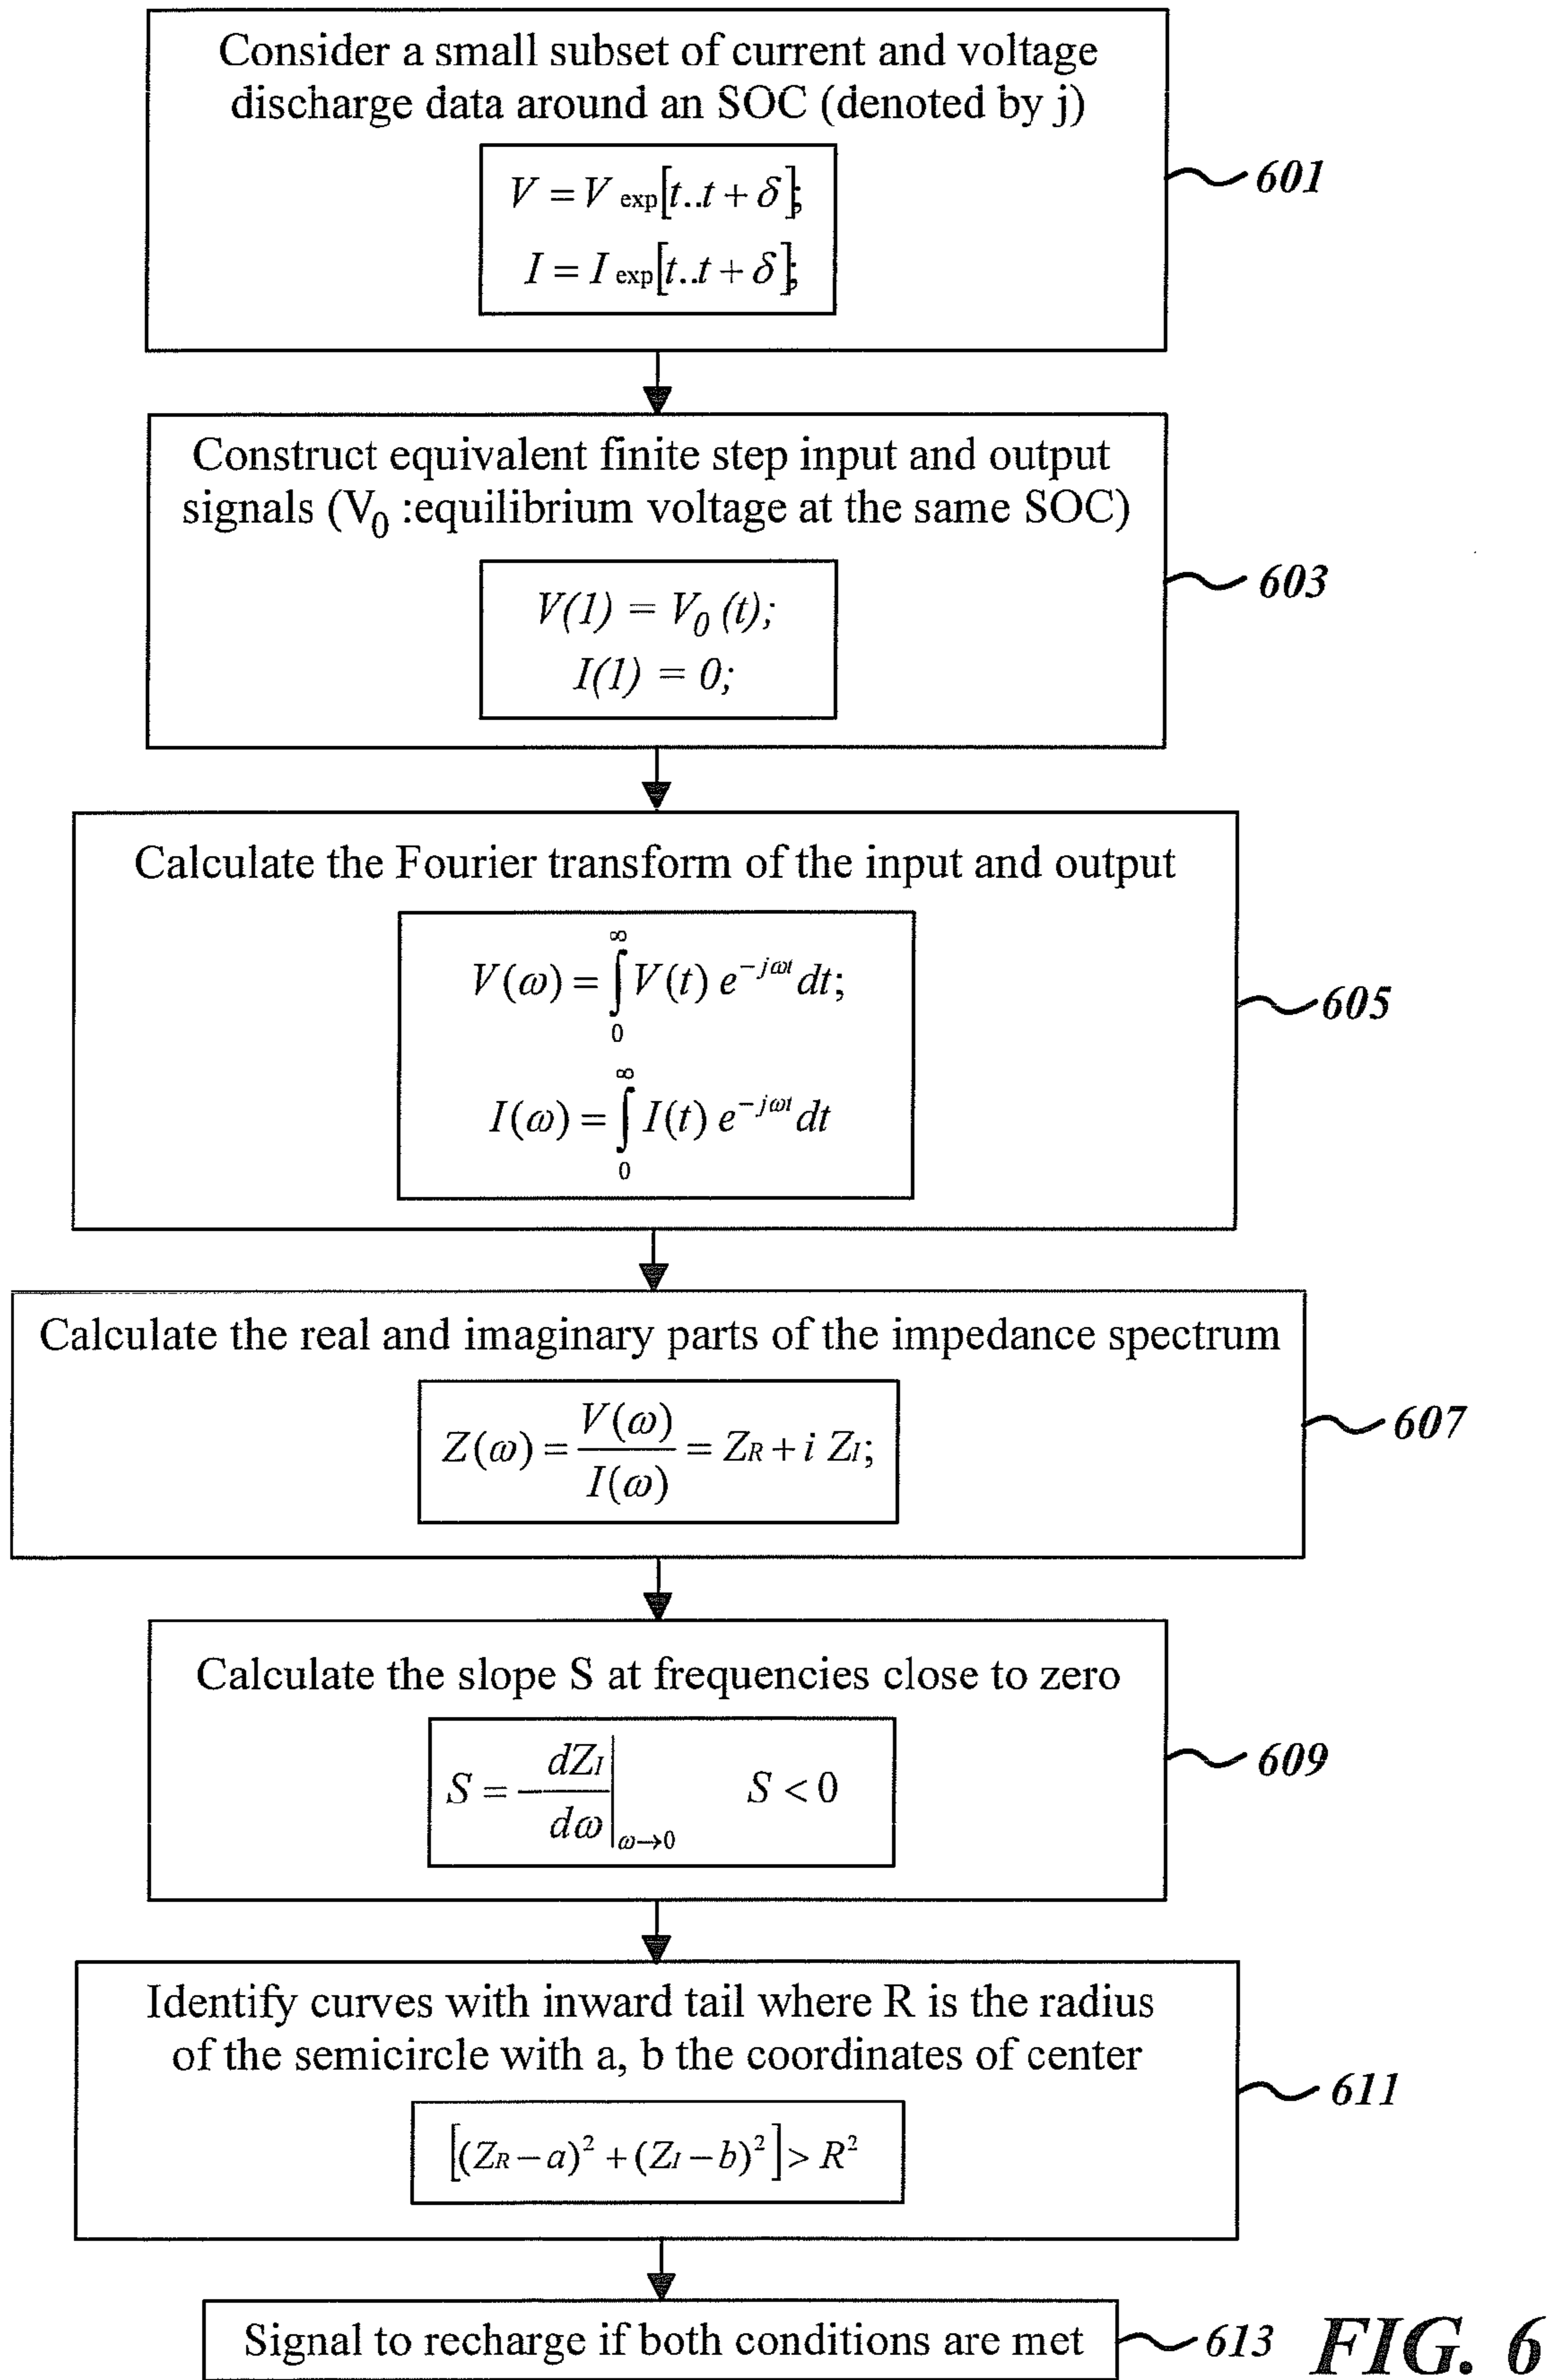 Consider a small subset of current and voltage
discharge data around an SOC (denoted by j)
V = V exp[t..t + δ];
I = I exp[t..t + δ];
601
Construct equivalent finite step input and output
signals (V₀ :equilibrium voltage at the same SOC)
V(1) = V₀ (t);
I(1) = 0;
603
Calculate the Fourier transform of the input and output
V(ω) = ∫₀^∞ V(t) e^{-jωt} dt;
I(ω) = ∫₀^∞ I(t) e^{-jωt} dt
605
Calculate the real and imaginary parts of the impedance spectrum
Z(ω) = V(ω)/I(ω) = Z_R + i Z_I;
607
Calculate the slope S at frequencies close to zero
S = -dZ_I/dω |_{ω→0} S < 0
609
Identify curves with inward tail where R is the radius
of the semicircle with a, b the coordinates of center
[(Z_R – a)² + (Z_I – b)²] > R²
611
Signal to recharge if both conditions are met
613
FIG. 6